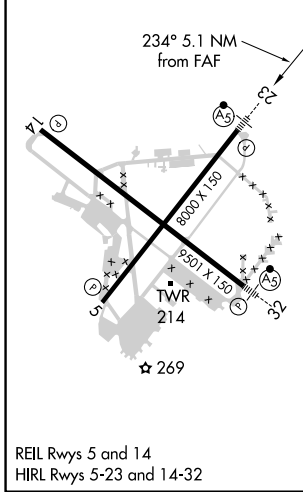 234° 5.1 NM
from FAF
23
A5
14
P
P
8000 X 150
9501 X 150
A5
P
P
5
TWR
214
32
269
REIL Rwys 5 and 14
HIRL Rwys 5-23 and 14-32